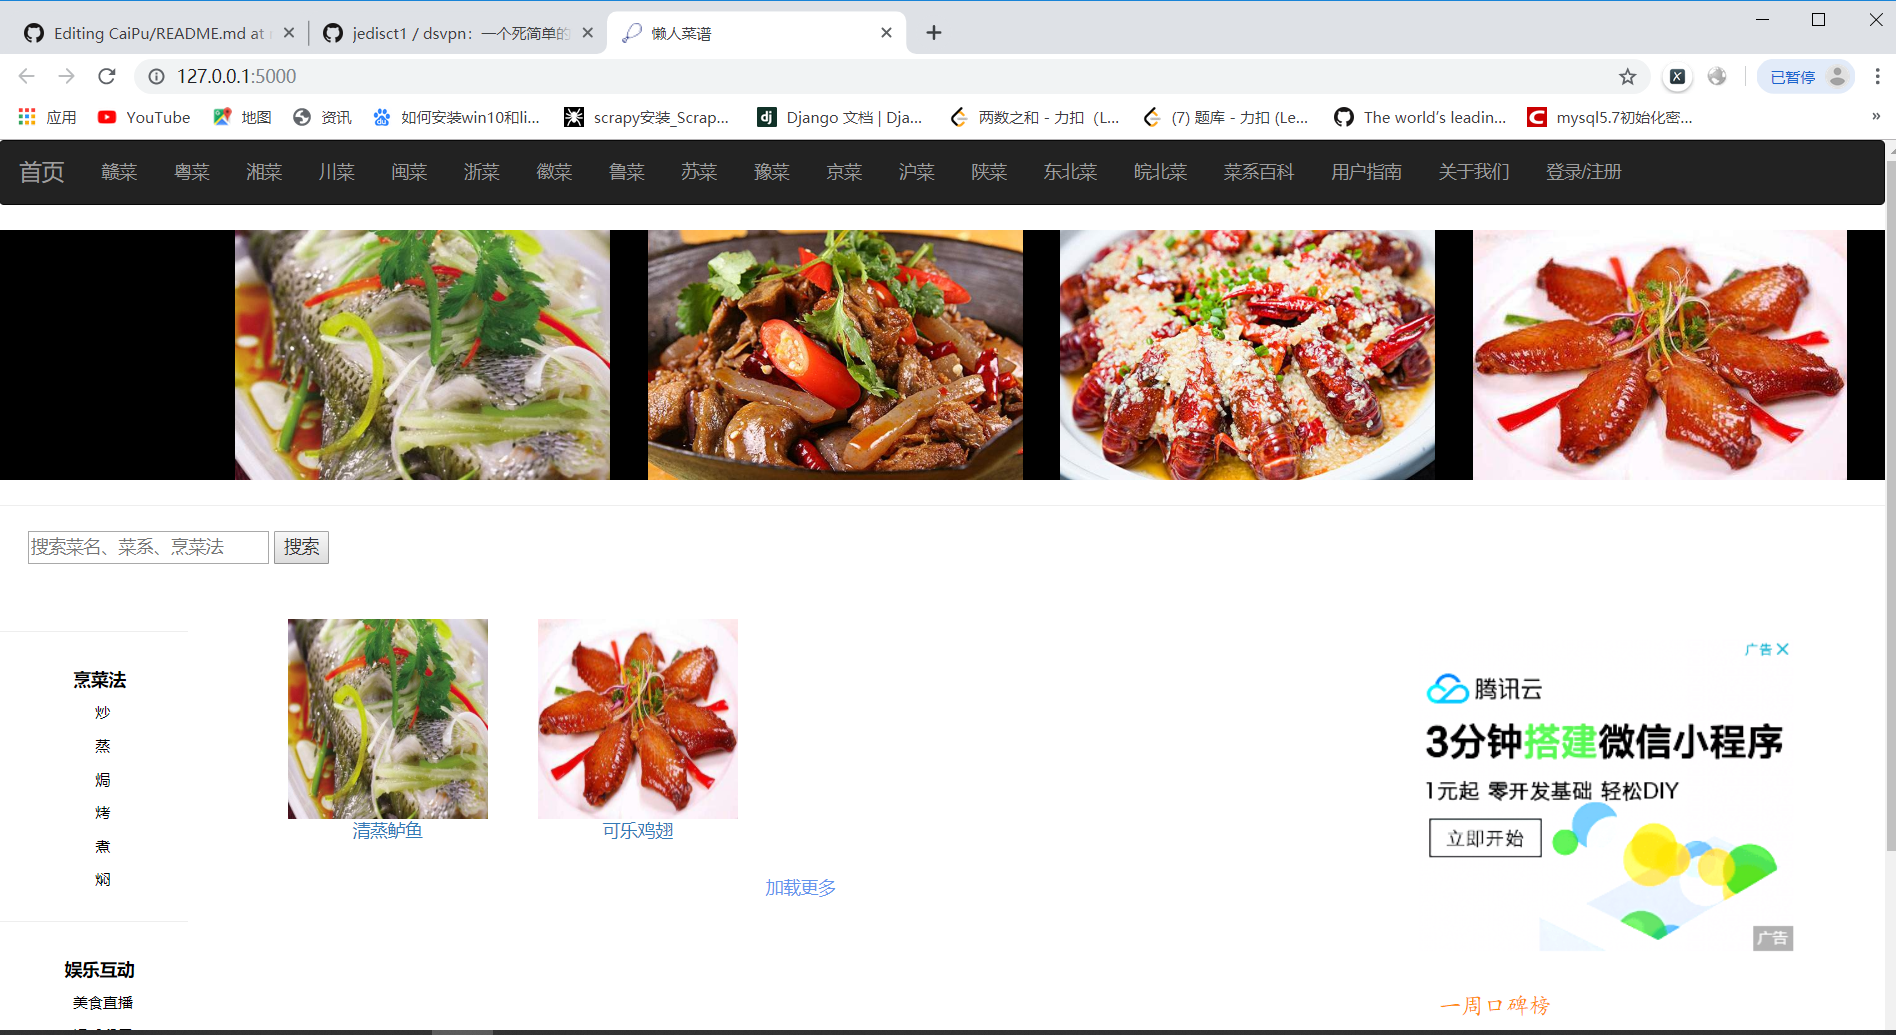 Editing CaiPu/README.md at
jedisct1 / dsvpn：一个死简单的
懒人菜谱
127.0.0.1:5000
已暂停
应用
YouTube
地图
资讯
如何安装win10和li...
scrapy安装_Scrap...
Django 文档 | Dja...
两数之和 - 力扣（L...
(7) 题库 - 力扣 (Le...
The world's leadin...
mysql5.7初始化密...
»
首页 赣菜 粤菜 湘菜 川菜 闽菜 浙菜 徽菜 鲁菜 苏菜 豫菜 京菜 沪菜 陕菜 东北菜 皖北菜 菜系百科 用户指南 关于我们 登录/注册
搜索菜名、菜系、烹菜法 搜索
烹菜法
炒
蒸
焗
烤
煮
焖
娱乐互动
美食直播
清蒸鲈鱼
可乐鸡翅
加载更多
广告
腾讯云
3分钟搭建微信小程序
1元起 零开发基础 轻松DIY
立即开始
广告
一周口碑榜